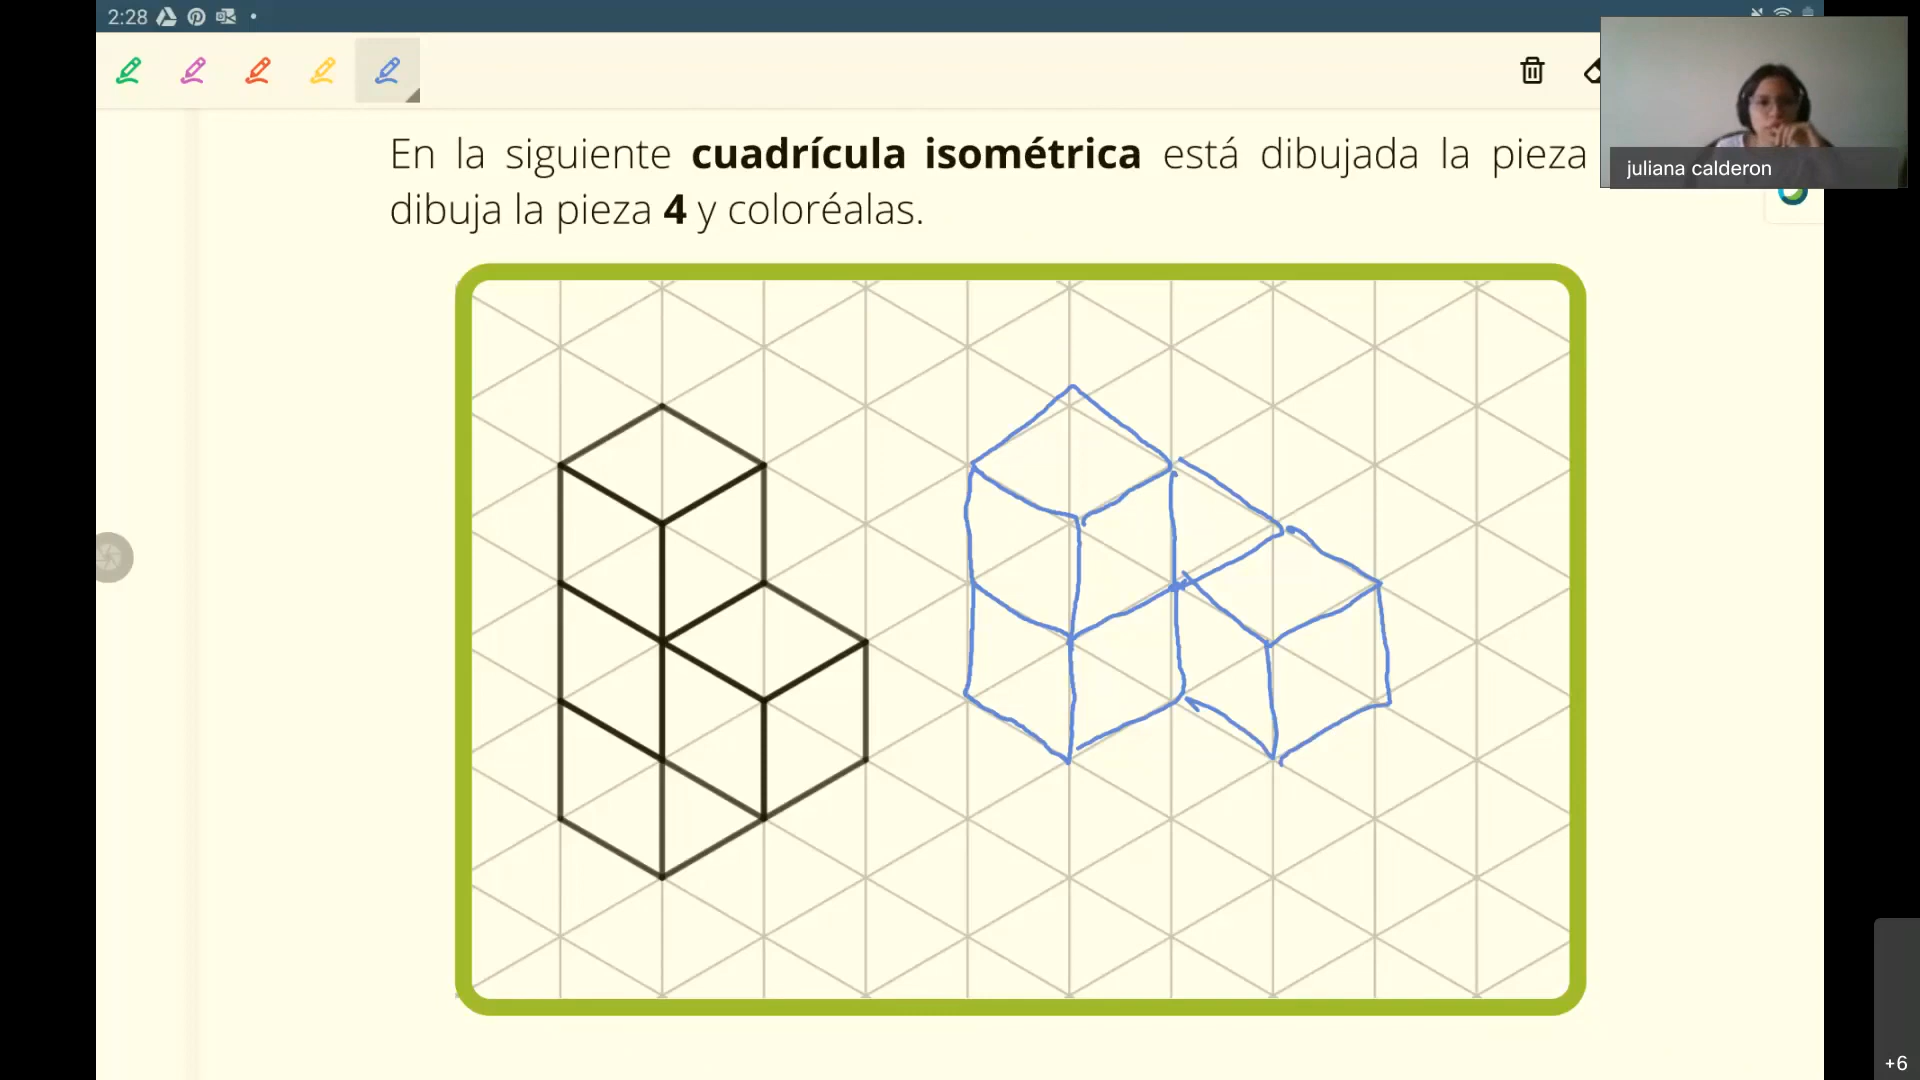 2:28
En la siguiente cuadrícula isométrica está dibujada la pieza
dibuja la pieza 4 y coloréalas.
juliana calderon
+6